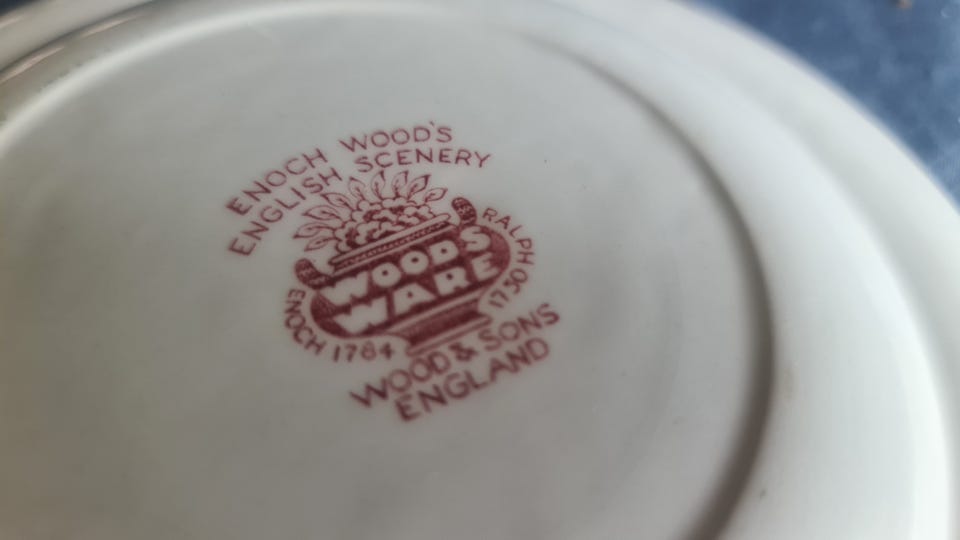 ENOCH WOOD'S
ENGLISH SCENERY
WOODS
WARE
ENOCH 1784
RALPH 1750
WOOD & SONS
ENGLAND